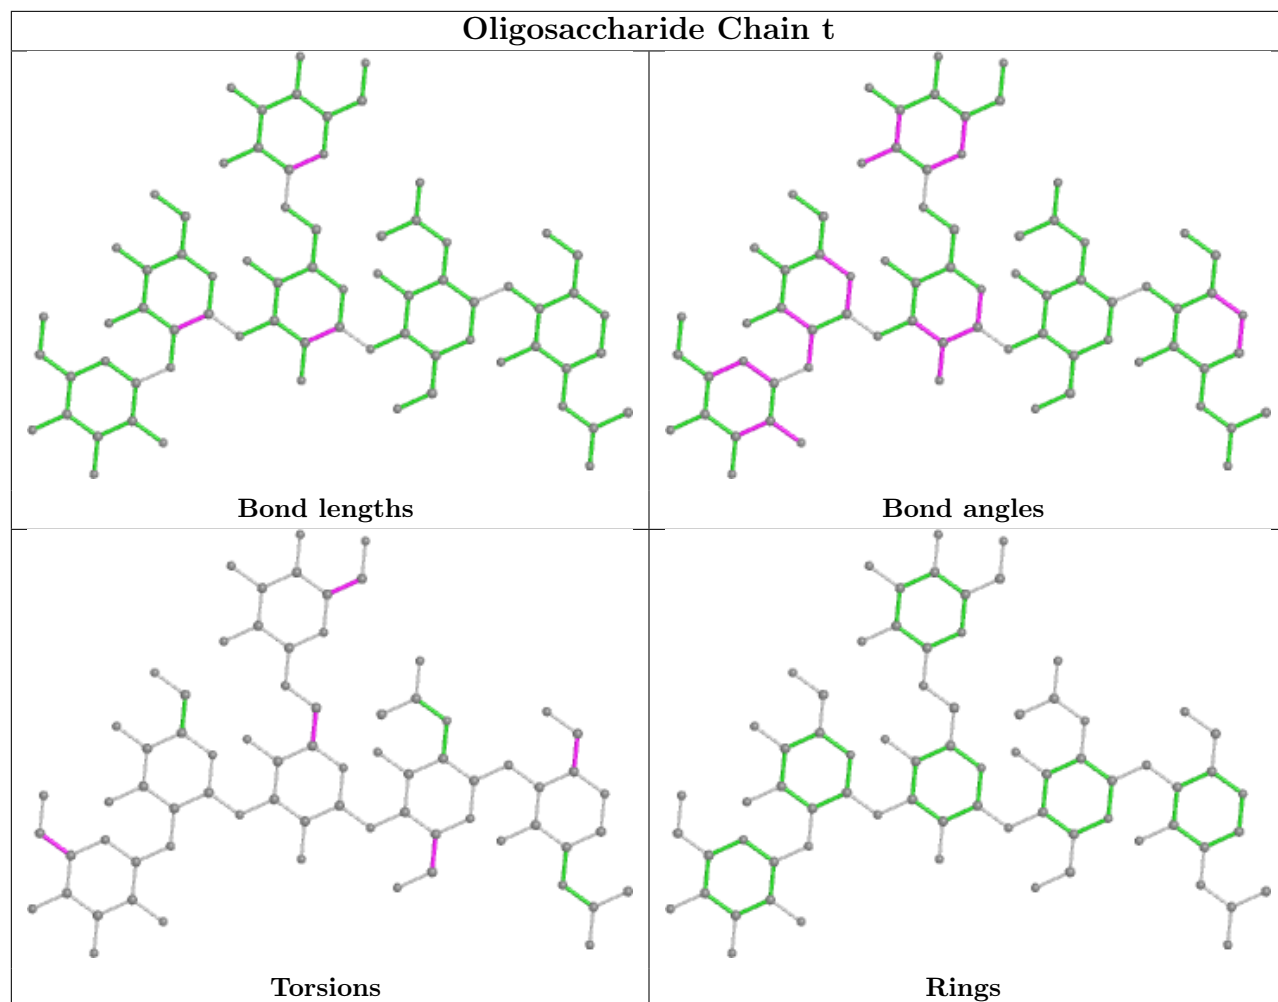 Oligosaccharide Chain t
Bond lengths
Bond angles
Torsions
Rings